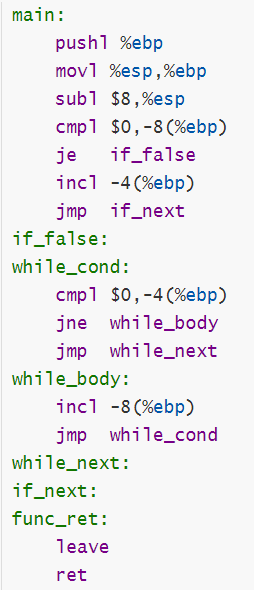 main:
    pushl %ebp
    movl %esp,%ebp
    subl $8,%esp
    cmpl $0,-8(%ebp)
    je   if_false
    incl -4(%ebp)
    jmp  if_next
if_false:
while_cond:
    cmpl $0,-4(%ebp)
    jne  while_body
    jmp  while_next
while_body:
    incl -8(%ebp)
    jmp  while_cond
while_next:
if_next:
func_ret:
    leave
    ret